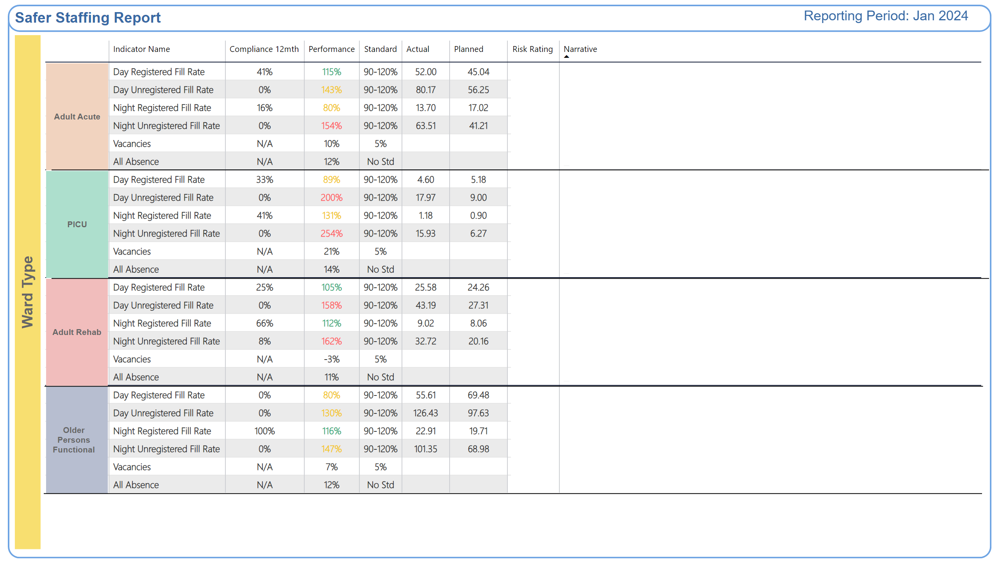 Safer Staffing Report
Reporting Period: Jan 2024
Ward Type
Indicator Name Compliance 12mth Performance Standard Actual Planned Risk Rating Narrative
Adult Acute
Day Registered Fill Rate 41% 115% 90-120% 52.00 45.04
Day Unregistered Fill Rate 0% 143% 90-120% 80.17 56.25
Night Registered Fill Rate 16% 80% 90-120% 13.70 17.02
Night Unregistered Fill Rate 0% 154% 90-120% 63.51 41.21
Vacancies N/A 10% 5%
All Absence N/A 12% No Std
PICU
Day Registered Fill Rate 33% 89% 90-120% 4.60 5.18
Day Unregistered Fill Rate 0% 200% 90-120% 17.97 9.00
Night Registered Fill Rate 41% 131% 90-120% 1.18 0.90
Night Unregistered Fill Rate 0% 254% 90-120% 15.93 6.27
Vacancies N/A 21% 5%
All Absence N/A 14% No Std
Adult Rehab
Day Registered Fill Rate 25% 105% 90-120% 25.58 24.26
Day Unregistered Fill Rate 0% 158% 90-120% 43.19 27.31
Night Registered Fill Rate 66% 112% 90-120% 9.02 8.06
Night Unregistered Fill Rate 8% 162% 90-120% 32.72 20.16
Vacancies N/A -3% 5%
All Absence N/A 11% No Std
Older
Persons
Functional
Day Registered Fill Rate 0% 80% 90-120% 55.61 69.48
Day Unregistered Fill Rate 0% 130% 90-120% 126.43 97.63
Night Registered Fill Rate 100% 116% 90-120% 22.91 19.71
Night Unregistered Fill Rate 0% 147% 90-120% 101.35 68.98
Vacancies N/A 7% 5%
All Absence N/A 12% No Std